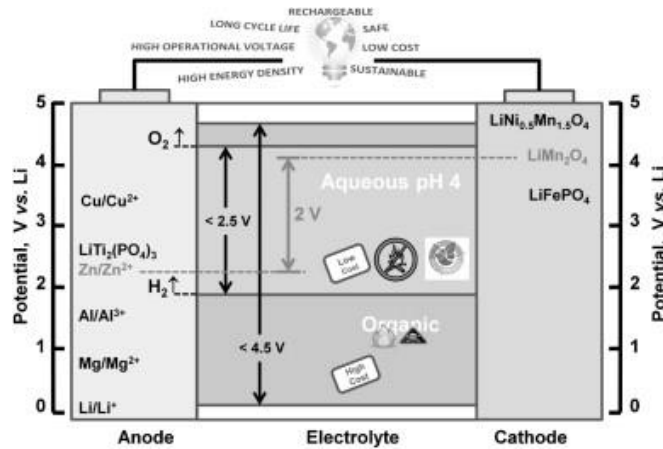 RECHARGEABLE
LONG CYCLE LIFE SAFE
HIGH OPERATIONAL VOLTAGE LOW COST
HIGH ENERGY DENSITY SUSTAINABLE
Potential, V vs. Li
5
4
3
2
1
0
O₂ ↑
Cu/Cu²⁺
LiTi₂(PO₄)₃
Zn/Zn²⁺
H₂ ↑
Al/Al³⁺
Mg/Mg²⁺
Li/Li⁺
< 2.5 V
< 4.5 V
2 V
Aqueous pH 4
Low
Cost
Organic
High
Cost
LiNi₀.₅Mn₁.₅O₄
LiMn₂O₄
LiFePO₄
5
4
3
2
1
0
Potential, V vs. Li
Anode Electrolyte Cathode